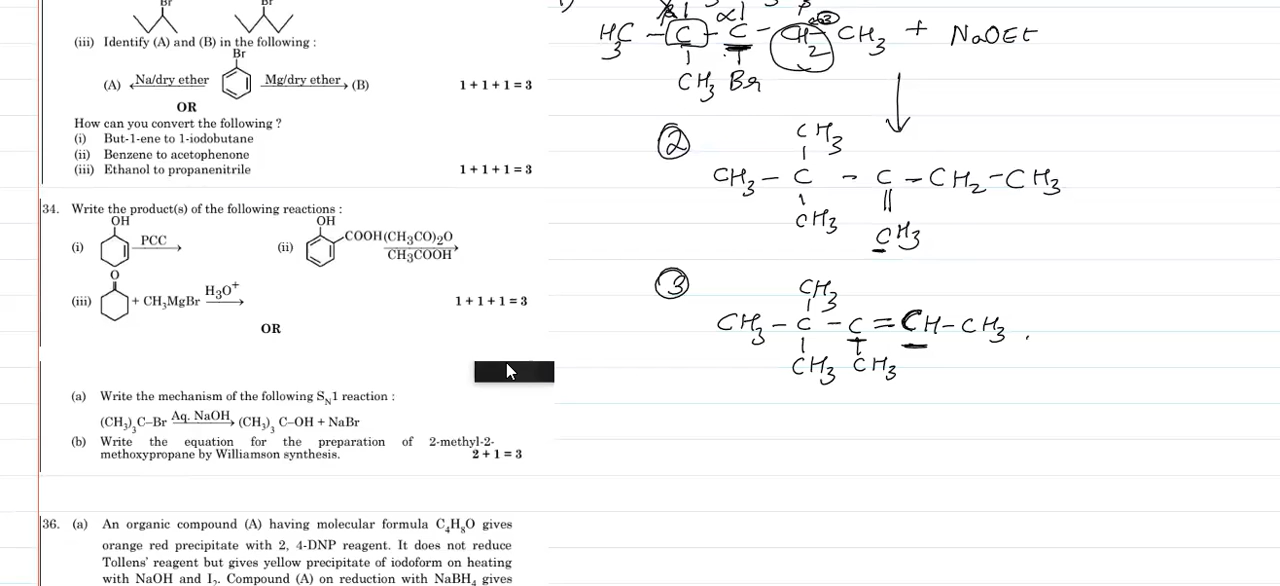 Br Br
(iii) Identify (A) and (B) in the following :
Br
(A) Na/dry ether Mg/dry ether (B) 1 + 1 + 1 = 3
OR
How can you convert the following ?
(i) But-1-ene to 1-iodobutane
(ii) Benzene to acetophenone
(iii) Ethanol to propanenitrile 1 + 1 + 1 = 3
34. Write the product(s) of the following reactions :
OH OH
(i) PCC (ii) COOH (CH₃CO)₂O
CH₃COOH
O
(iii) + CH₃MgBr H₃O⁺ 1 + 1 + 1 = 3
OR
(a) Write the mechanism of the following Sₙ1 reaction :
(CH₃)₃ C–Br Aq. NaOH (CH₃)₃ C–OH + NaBr
(b) Write the equation for the preparation of 2-methyl-2-
methoxypropane by Williamson synthesis. 2 + 1 = 3
36. (a) An organic compound (A) having molecular formula C₄H₈O gives
orange red precipitate with 2, 4-DNP reagent. It does not reduce
Tollens' reagent but gives yellow precipitate of iodoform on heating
with NaOH and I₂. Compound (A) on reduction with NaBH₄ gives
H₃C – C – C – CH₂ CH₃ + NaOEt
CH₃ Br
②
CH₃
CH₃ – C – C – CH₂ – CH₃
CH₃ CH₃
③
CH₃
CH₃ – C – C = CH – CH₃ .
CH₃ CH₃